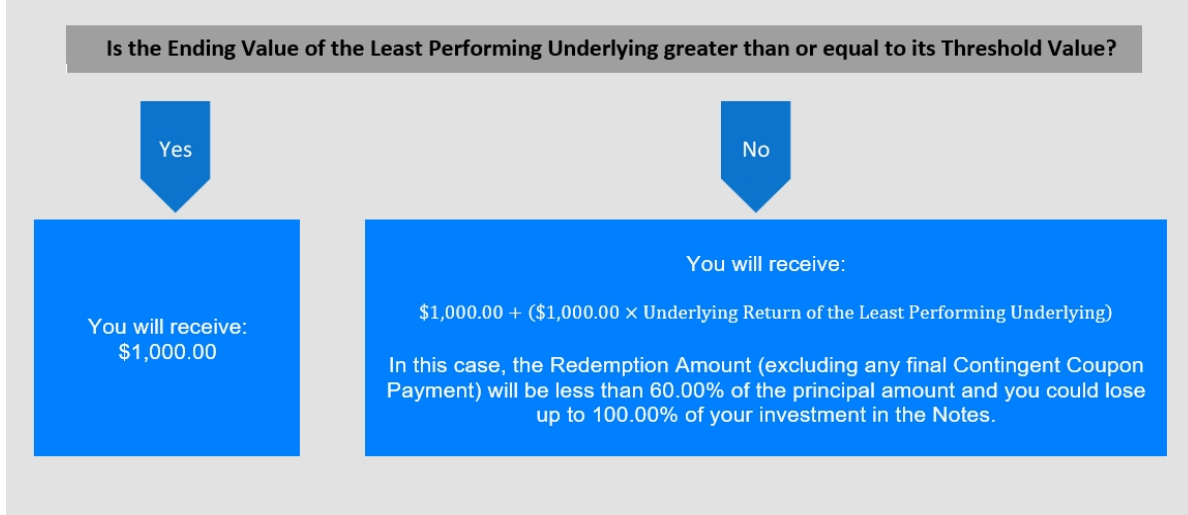 Is the Ending Value of the Least Performing Underlying greater than or equal to its Threshold Value?
Yes
No
You will receive:
$1,000.00
You will receive:
$1,000.00 + ($1,000.00 × Underlying Return of the Least Performing Underlying)
In this case, the Redemption Amount (excluding any final Contingent Coupon
Payment) will be less than 60.00% of the principal amount and you could lose
up to 100.00% of your investment in the Notes.